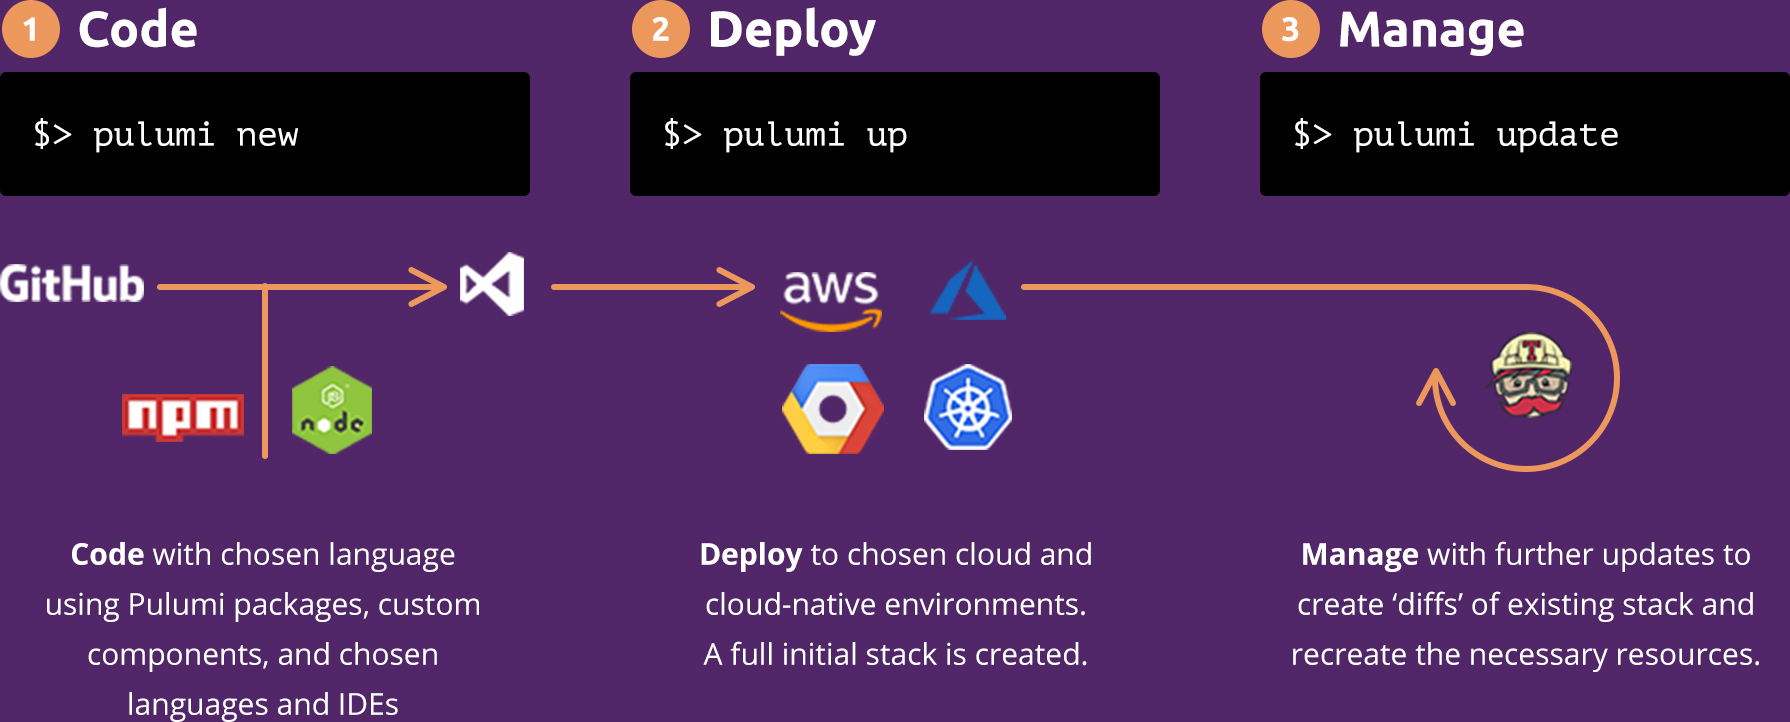 1 Code
$> pulumi new
GitHub
npm
node
Code with chosen language
using Pulumi packages, custom
components, and chosen
languages and IDEs
2 Deploy
$> pulumi up
aws
Deploy to chosen cloud and
cloud-native environments.
A full initial stack is created.
3 Manage
$> pulumi update
T
Manage with further updates to
create ‘diffs’ of existing stack and
recreate the necessary resources.